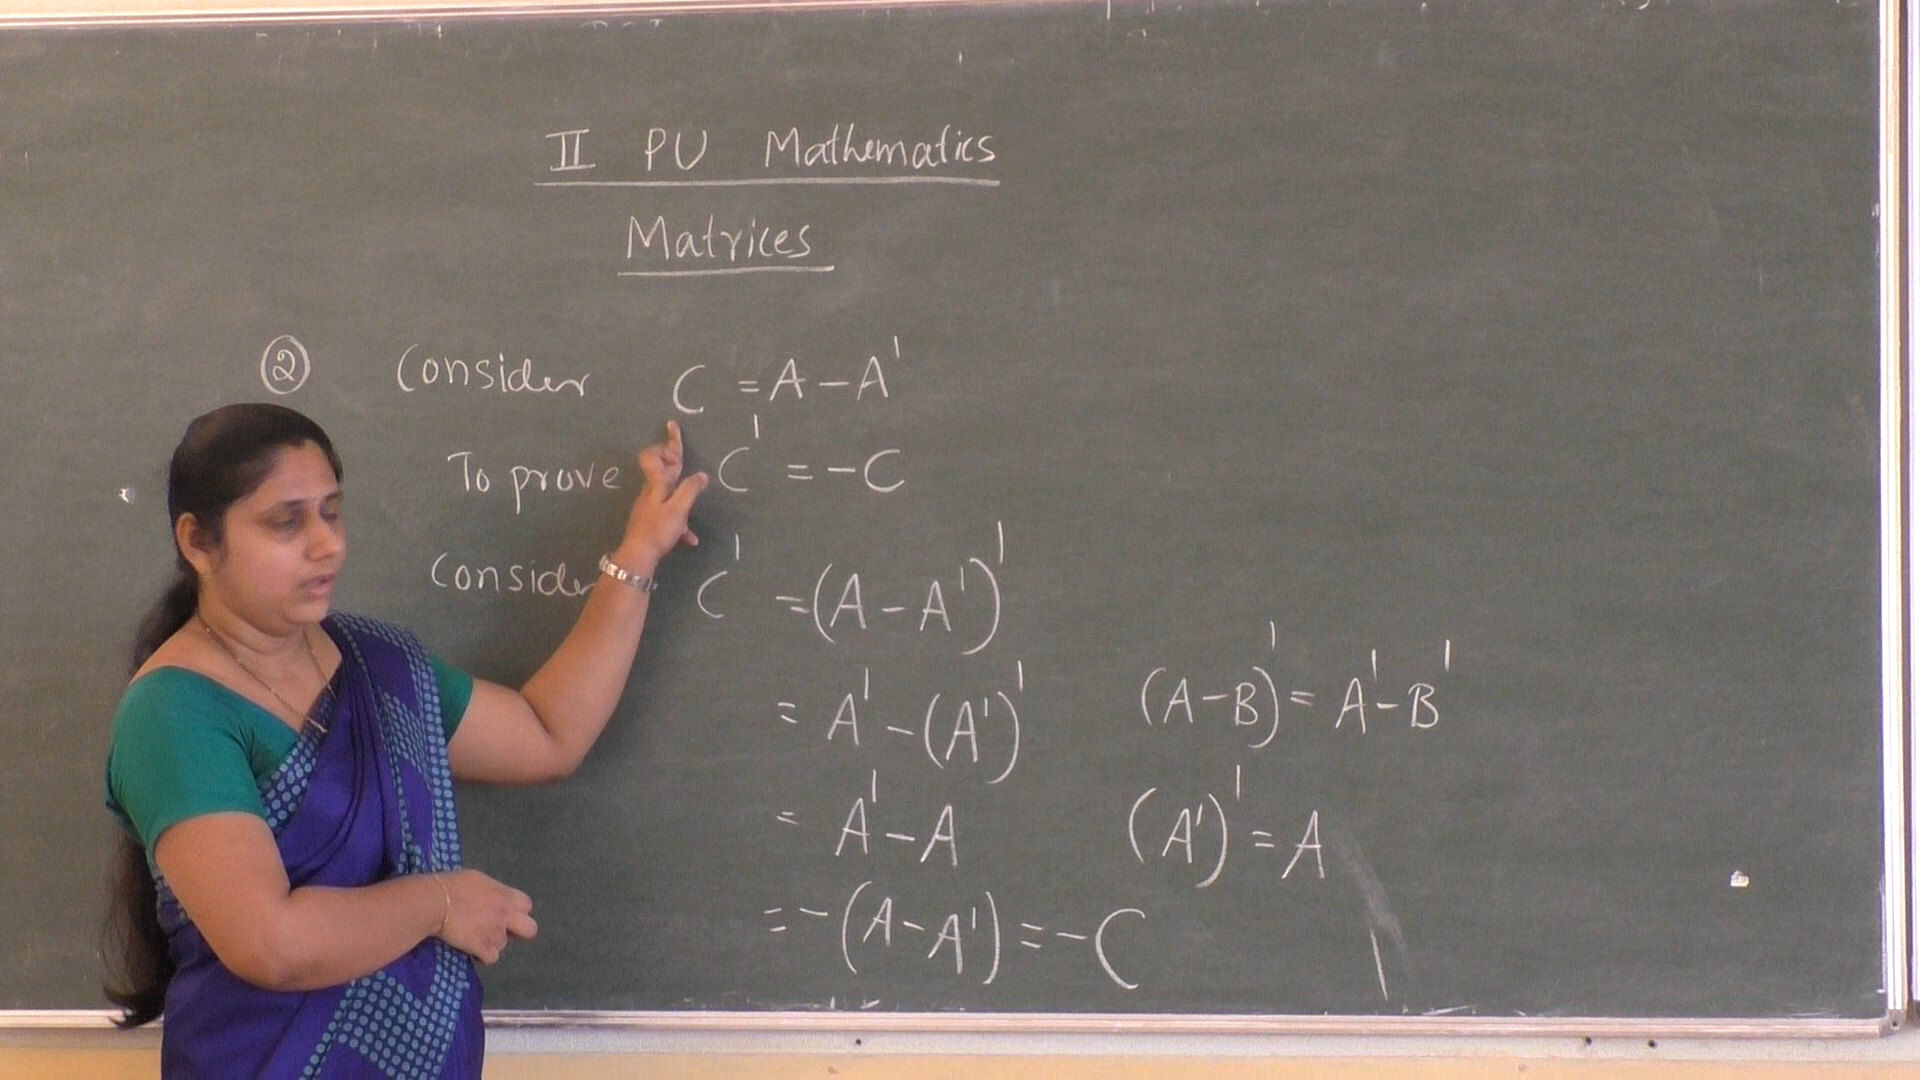 II PU Mathematics
Matrices
② Consider C = A - A'
To prove C' = -C
Consider C' = (A - A')'
= A' - (A')' (A-B)' = A' - B'
= A' - A (A')' = A
= -(A - A') = -C